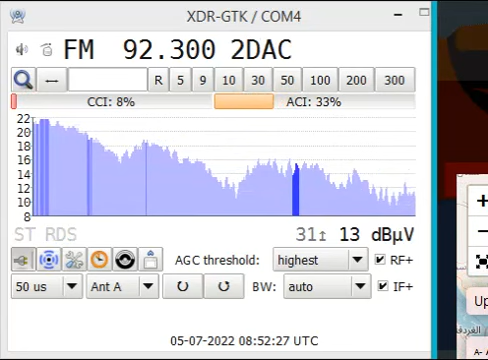 XDR-GTK / COM4
FM 92.300 2DAC
R 5 9 10 30 50 100 200 300
CCI: 8% ACI: 33%
22
20
18
16
14
12
10
8
ST RDS 31↥ 13 dBµV
AGC threshold: highest RF+
50 us Ant A BW: auto IF+
05-07-2022 08:52:27 UTC
+
−
Up
A- A